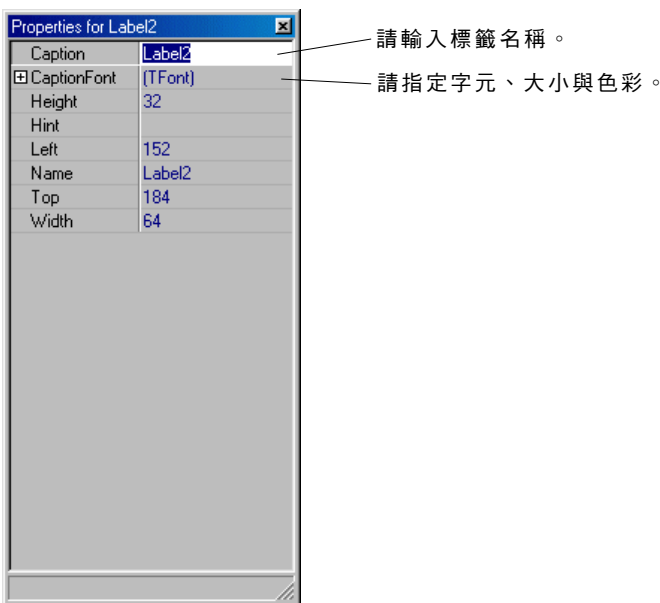 Properties for Label2
Caption Label2
請輸入標籤名稱。
CaptionFont (TFont)
請指定字元、大小與色彩。
Height 32
Hint
Left 152
Name Label2
Top 184
Width 64